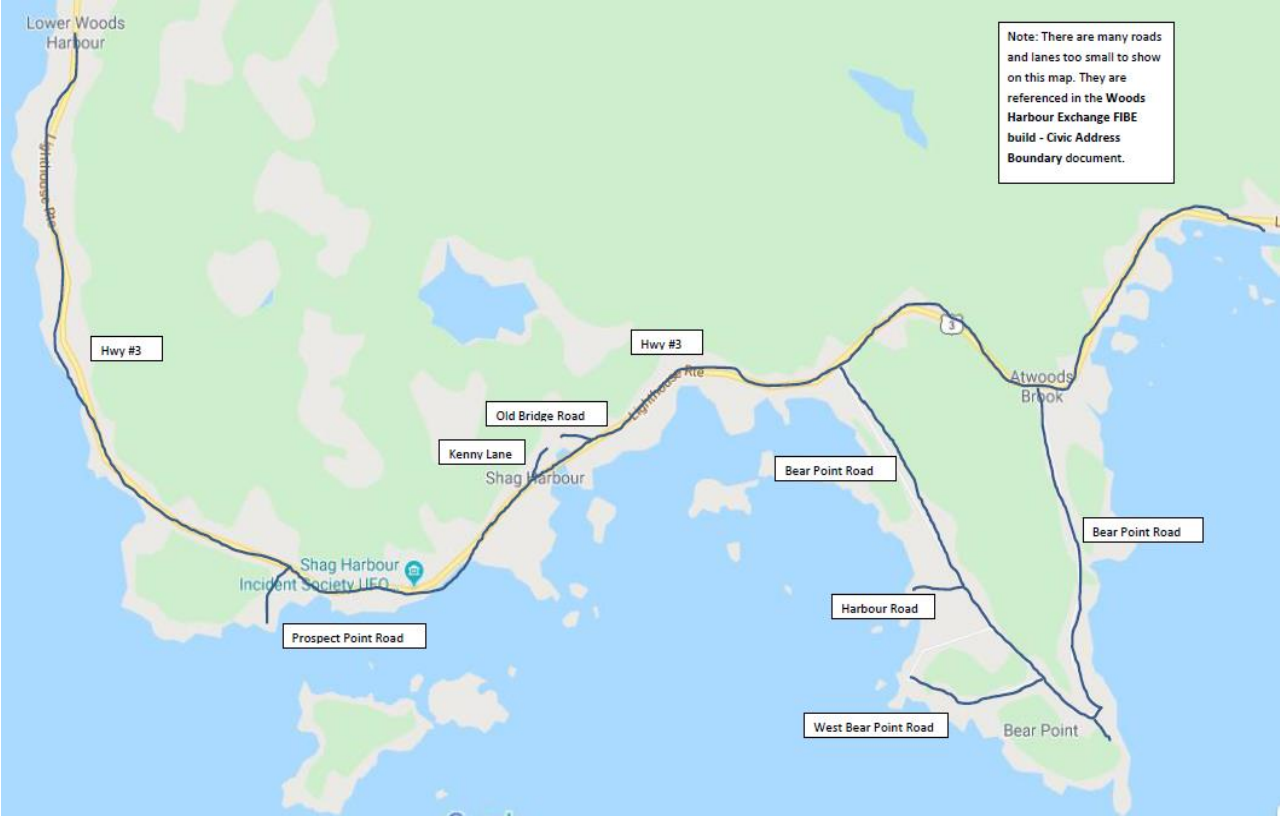 Lower Woods
Harbour
Note: There are many roads
and lanes too small to show
on this map. They are
referenced in the Woods
Harbour Exchange FIBE
build - Civic Address
Boundary document.
Lighthouse Rte
L
3
Hwy #3
Hwy #3
Lighthouse Rte
Atwoods
Brook
Old Bridge Road
Kenny Lane
Shag Harbour
Bear Point Road
Bear Point Road
Shag Harbour
Incident Society UFO...
Harbour Road
Prospect Point Road
West Bear Point Road
Bear Point